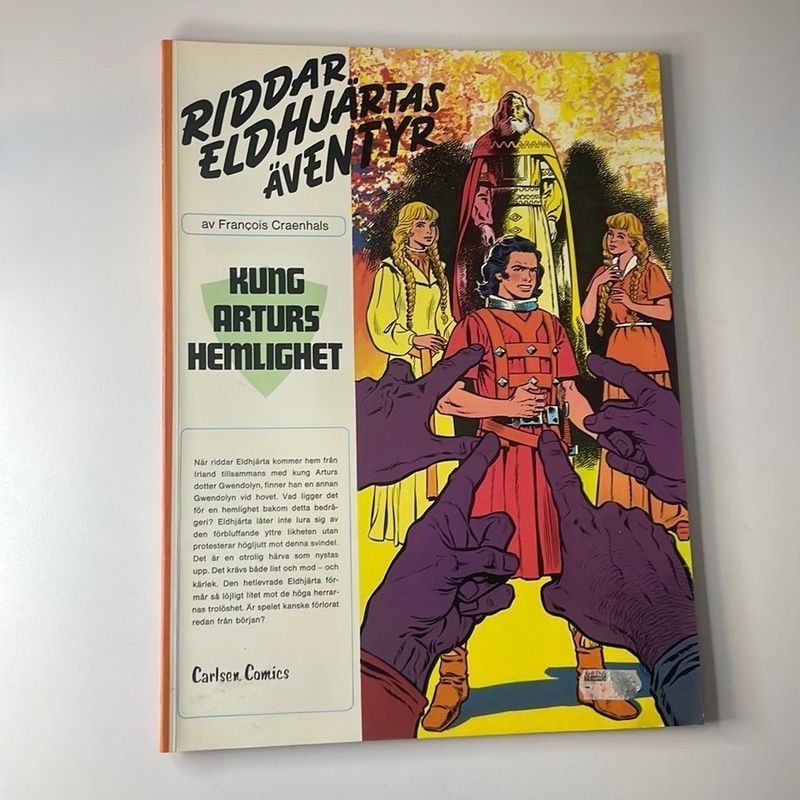 RIDDAR
ELDHJÄRTAS
ÄVENTYR
av François Craenhals
KUNG
ARTURS
HEMLIGHET
När riddar Eldhjärta kommer hem från
Irland tillsammans med kung Arturs
dotter Gwendolyn, finner han en annan
Gwendolyn vid hovet. Vad ligger det
för en hemlighet bakom detta bedrä-
geri? Eldhjärta låter inte lura sig av
den förbluffande yttre likheten utan
protesterar högljutt mot denna svindel.
Det är en otrolig härva som nystas
upp. Det krävs både list och mod – och
kärlek. Den hetlevrade Eldhjärta för-
mår så löjligt litet mot de höga herrar-
nas trolöshet. Är spelet kanske förlorat
redan från början?
Carlsen Comics